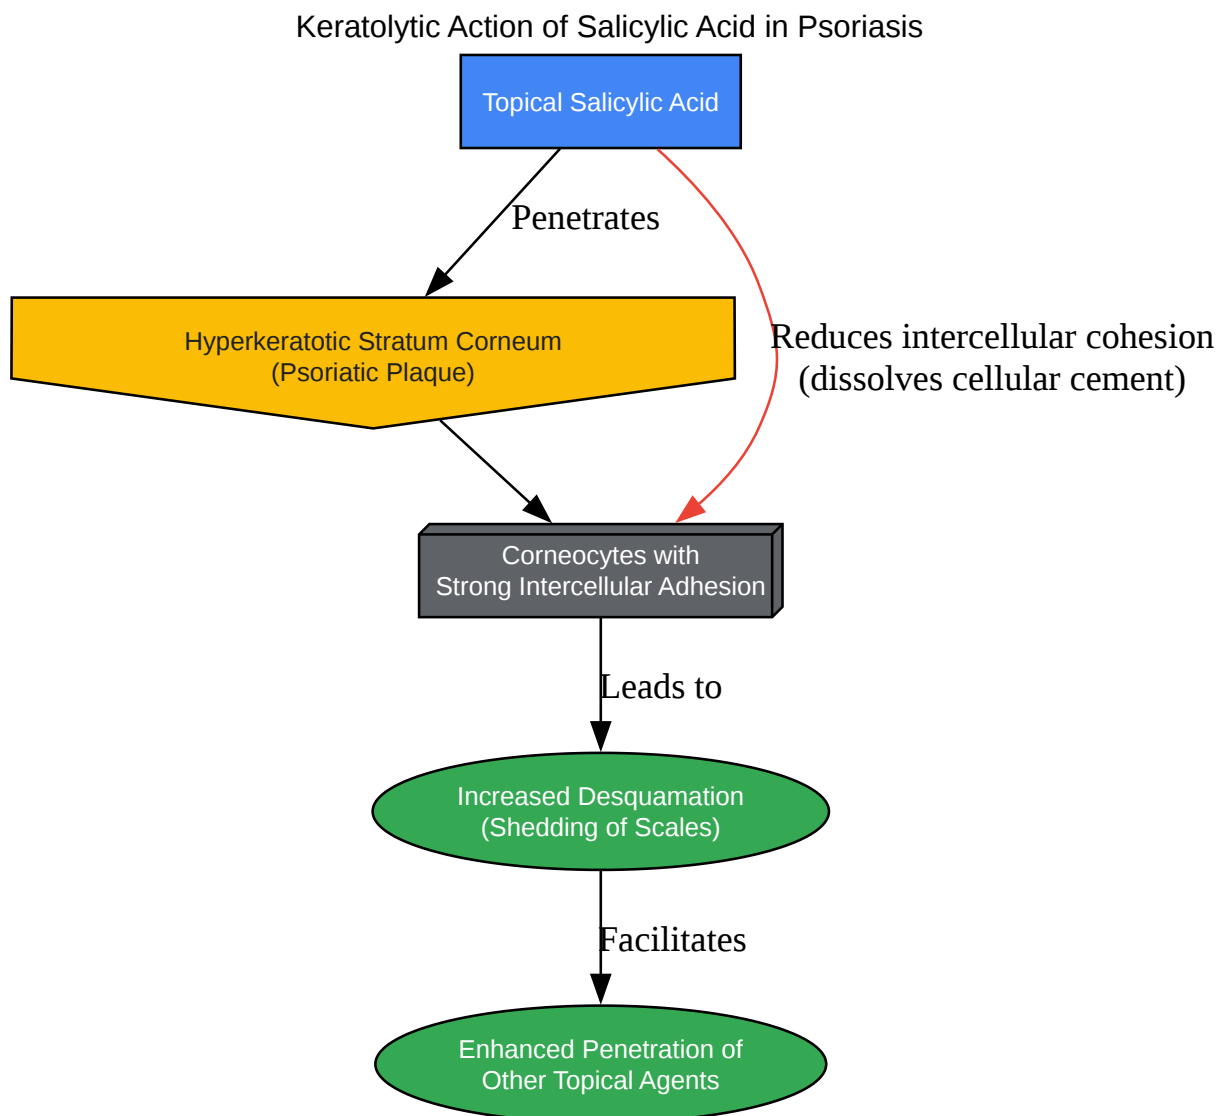 Keratolytic Action of Salicylic Acid in Psoriasis
Topical Salicylic Acid
Penetrates
Hyperkeratotic Stratum Corneum
(Psoriatic Plaque)
Reduces intercellular cohesion
(dissolves cellular cement)
Corneocytes with
Strong Intercellular Adhesion
Leads to
Increased Desquamation
(Shedding of Scales)
Facilitates
Enhanced Penetration of
Other Topical Agents